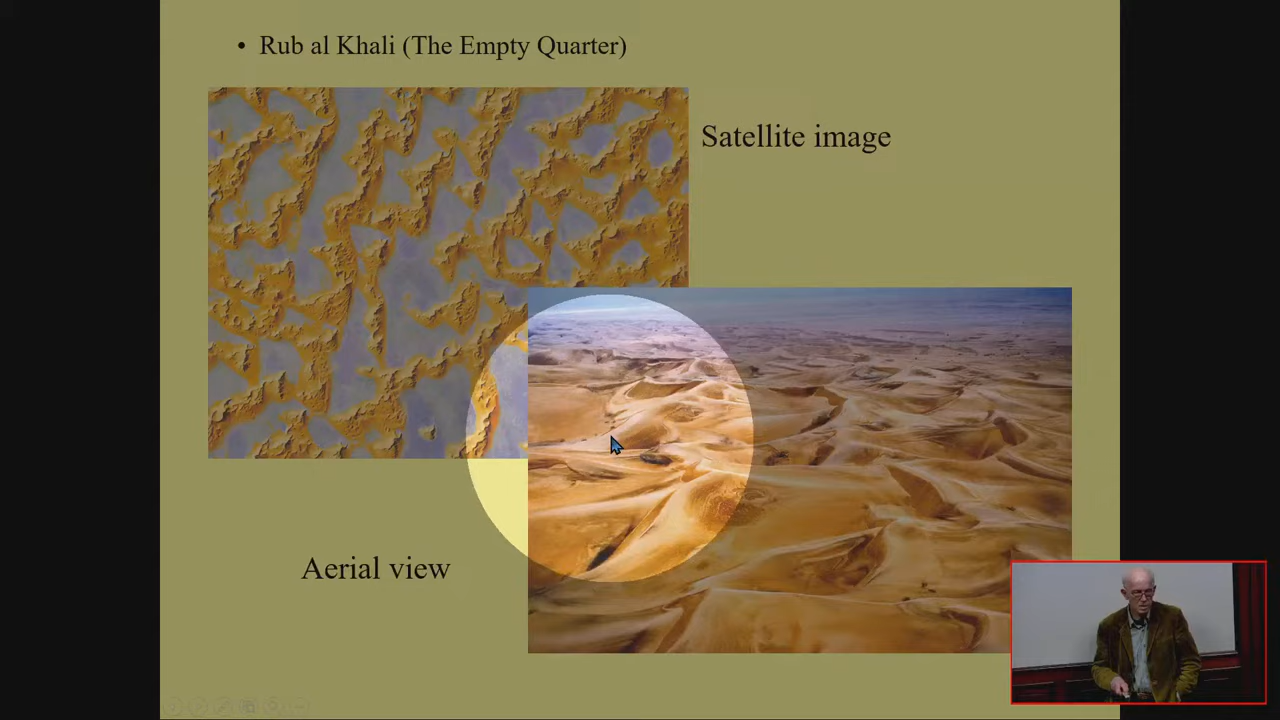 • Rub al Khali (The Empty Quarter)
Satellite image
Aerial view